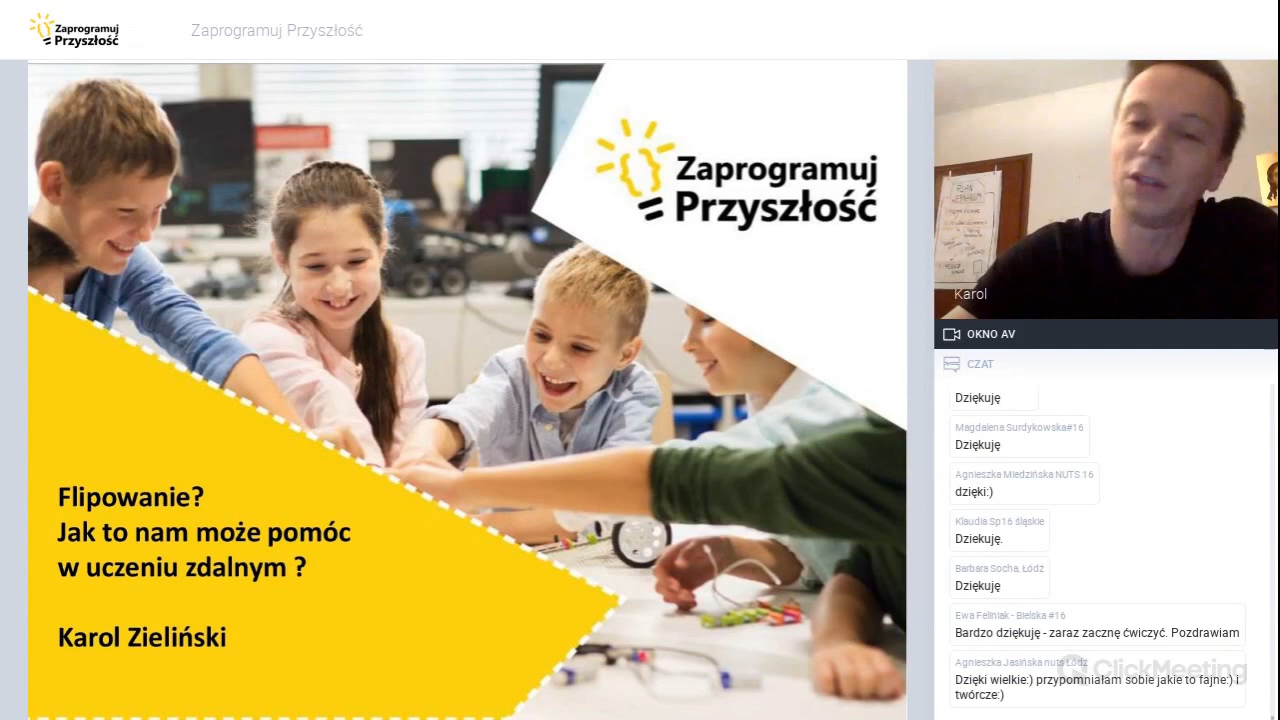 Zaprogramuj
Przyszłość
Zaprogramuj Przyszłość
Zaprogramuj
Przyszłość
Flipowanie?
Jak to nam może pomóc
w uczeniu zdalnym ?
Karol Zieliński
PLAN
Karol
OKNO AV
CZAT
Dziękuję
Magdalena Surdykowska#16
Dziękuję
Agnieszka Miedzińska NUTS 16
dzięki:)
Klaudia Sp16 śląskie
Dziekuję.
Barbara Socha, Łódź
Dziękuję
Ewa Feliniak - Bielska #16
Bardzo dziękuję - zaraz zacznę ćwiczyć. Pozdrawiam
Agnieszka Jasińska nuts Łódź
Dzięki wielkie:) przypomniałam sobie jakie to fajne:) i
twórcze:)
ClickMeeting